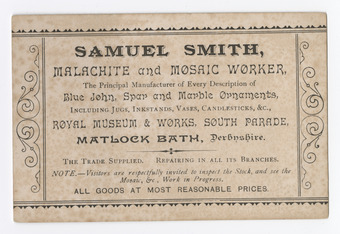 SAMUEL SMITH,
MALACHITE and MOSAIC WORKER,
The Principal Manufacturer of Every Description of
Blue John, Spar and Marble Ornaments,
INCLUDING JUGS, INKSTANDS, VASES, CANDLESTICKS, &C.,
ROYAL MUSEUM & WORKS, SOUTH PARADE,
MATLOCK BATH, Derbyshire.
THE TRADE SUPPLIED. REPAIRING IN ALL ITS BRANCHES.
NOTE.—Visitors are respectfully invited to inspect the Stock, and see the
Mosaic, &c., Work in Progress.
ALL GOODS AT MOST REASONABLE PRICES.